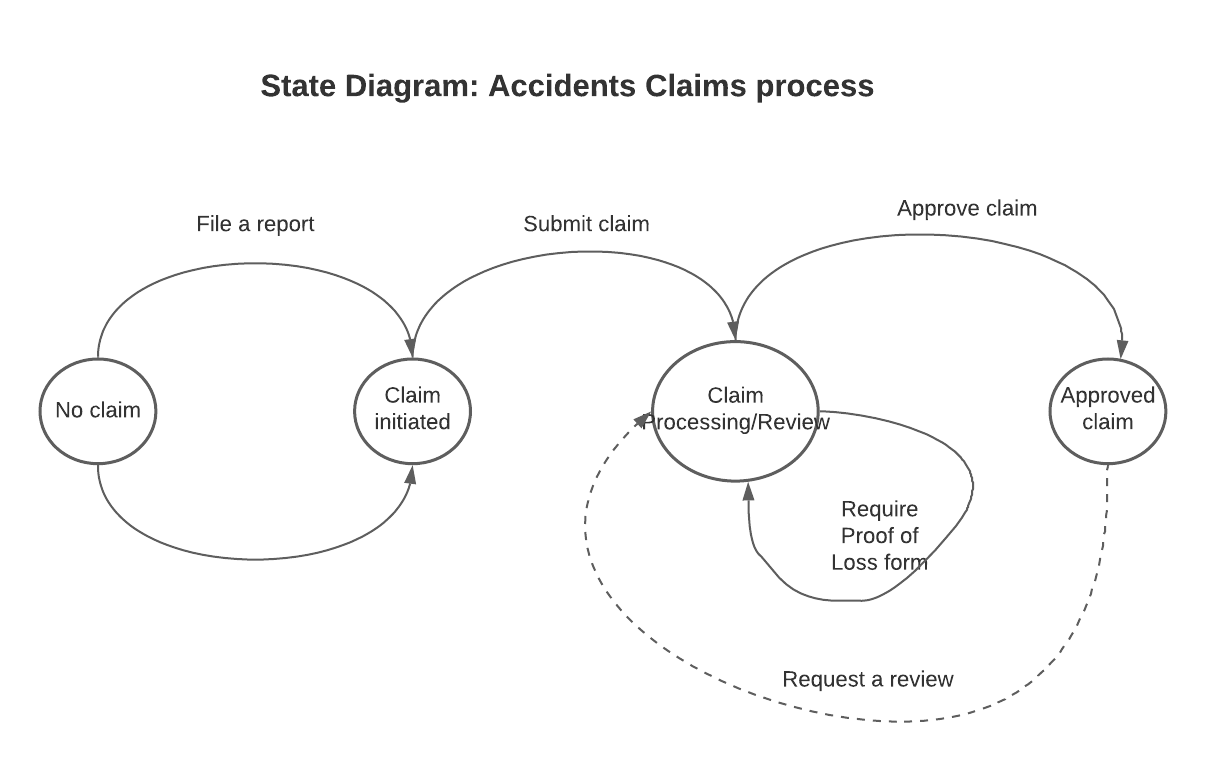 State Diagram: Accidents Claims process
File a report
Submit claim
Approve claim
No claim
Claim
initiated
Claim
Processing/Review
Approved
claim
Require
Proof of
Loss form
Request a review